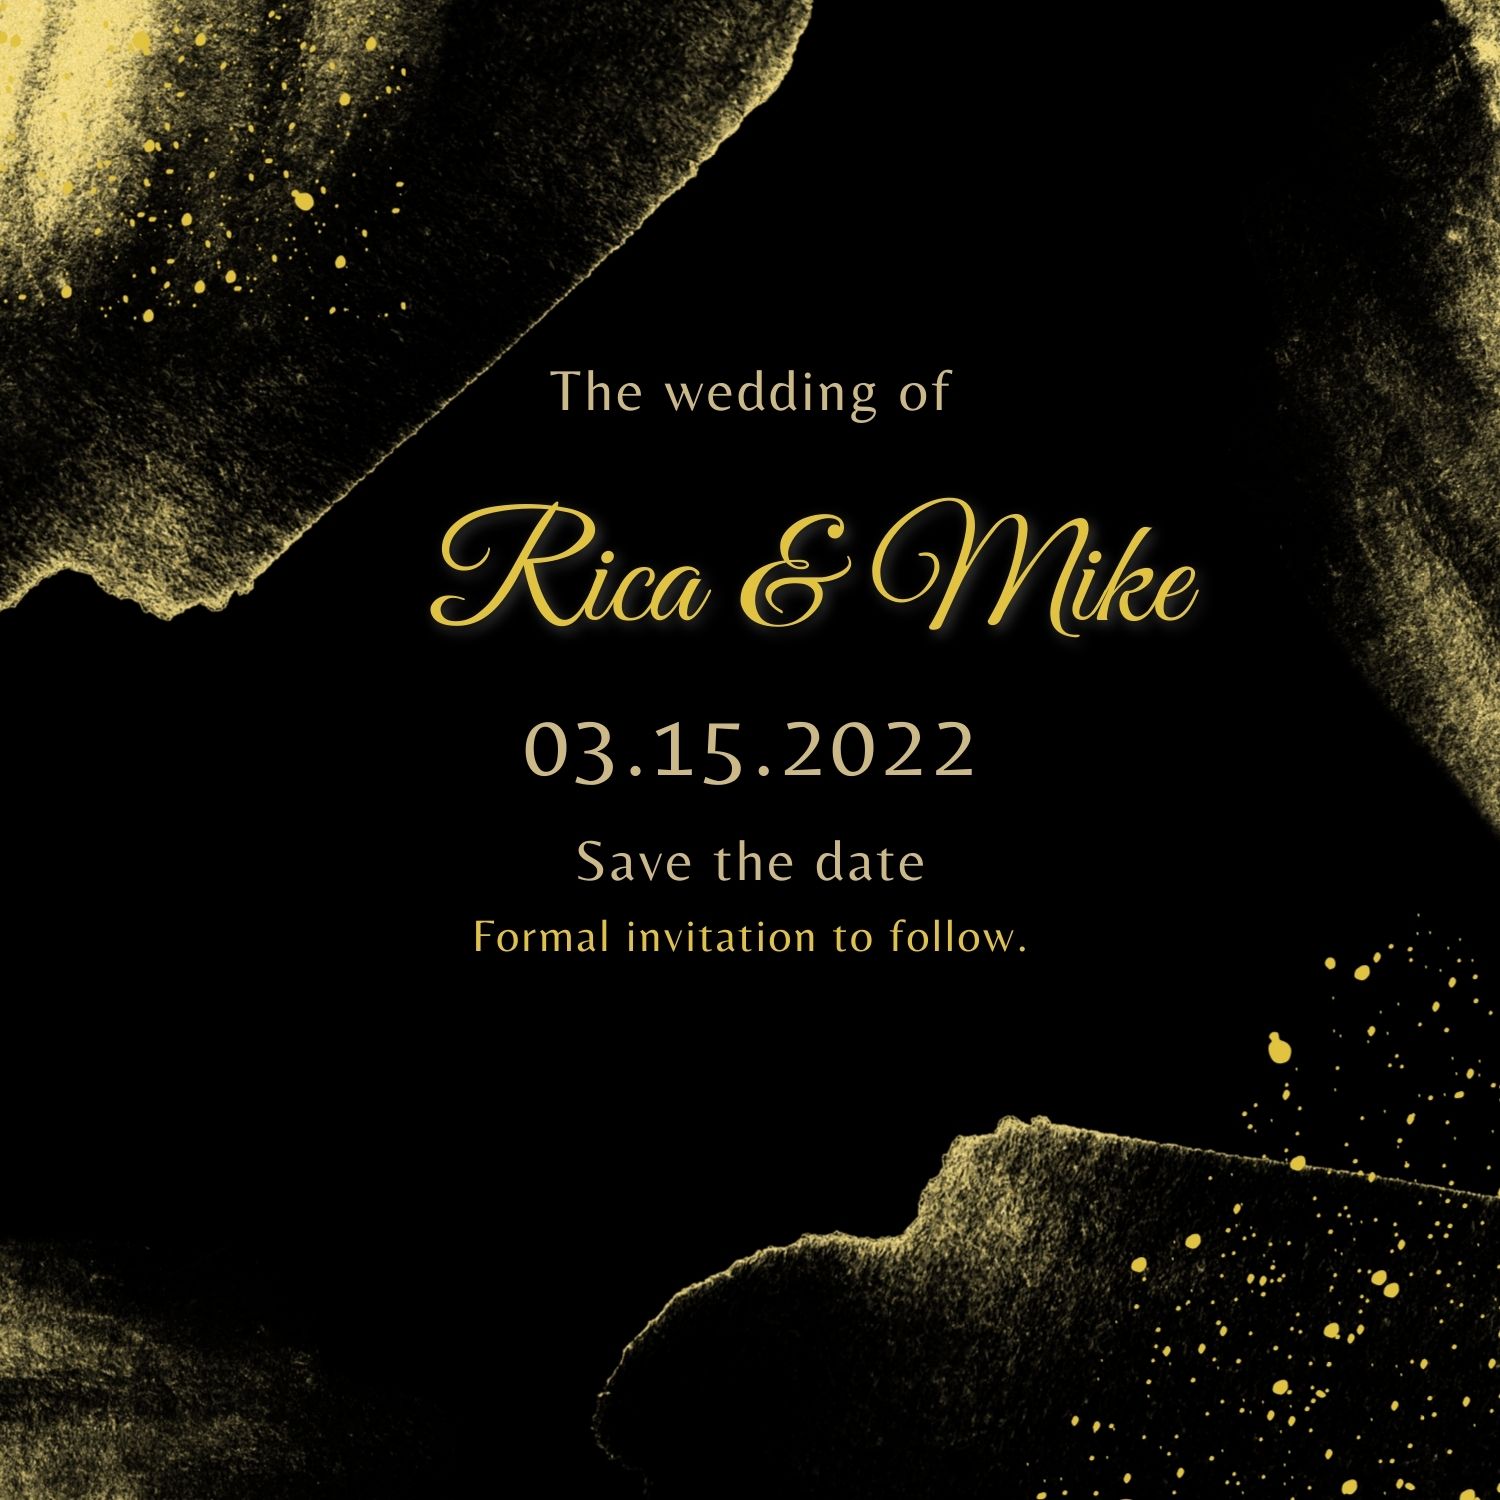 The wedding of
Rica & Mike
03.15.2022
Save the date
Formal invitation to follow.